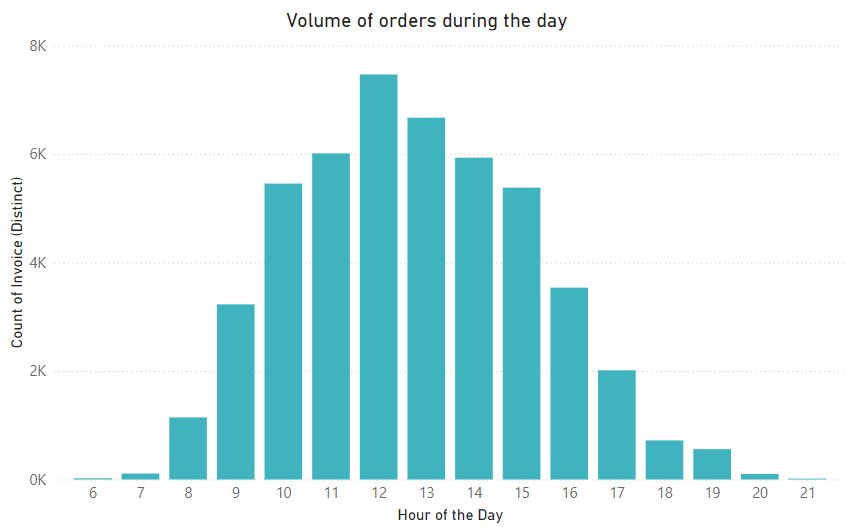 Volume of orders during the day
8K
6K
4K
2K
0K
Count of Invoice (Distinct)
6 7 8 9 10 11 12 13 14 15 16 17 18 19 20 21
Hour of the Day